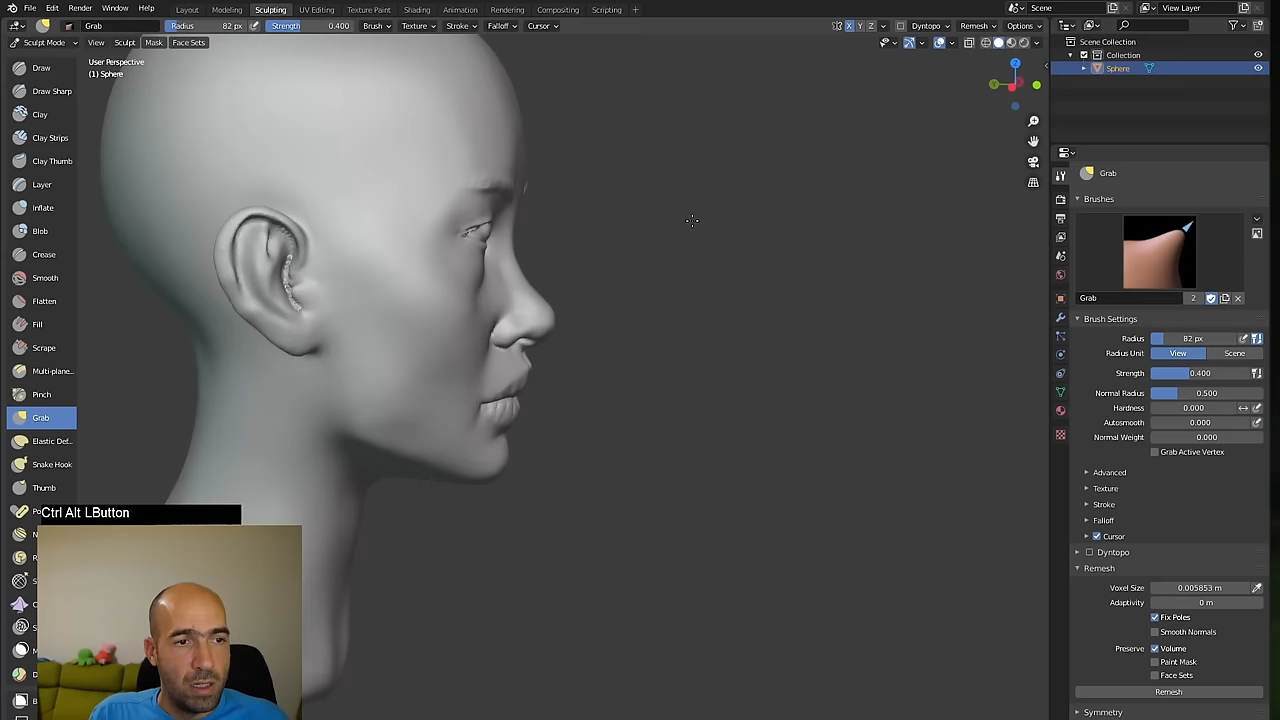 File Edit Render Window Help Layout Modeling Sculpting UV Editing Texture Paint Shading Animation Rendering Compositing Scripting + Scene View Layer
Grab Radius 82 px Strength 0.400 Brush Texture Stroke Falloff Cursor X Y Z Dyntopo Remesh Options
Sculpt Mode View Sculpt Mask Face Sets
User Perspective
(1) Sphere
Draw
Draw Sharp
Clay
Clay Strips
Clay Thumb
Layer
Inflate
Blob
Crease
Smooth
Flatten
Fill
Scrape
Multi-plane...
Pinch
Grab
Elastic Def...
Snake Hook
Thumb
Ctrl Alt LButton
Z
Y
Scene Collection
Collection
Sphere
Grab
Brushes
Grab 2
Brush Settings
Radius 82 px
Radius Unit View Scene
Strength 0.400
Normal Radius 0.500
Hardness 0.000
Autosmooth 0.000
Normal Weight 0.000
Grab Active Vertex
Advanced
Texture
Stroke
Falloff
Cursor
Dyntopo
Remesh
Voxel Size 0.005853 m
Adaptivity 0 m
Fix Poles
Smooth Normals
Preserve Volume
Paint Mask
Face Sets
Remesh
Symmetry